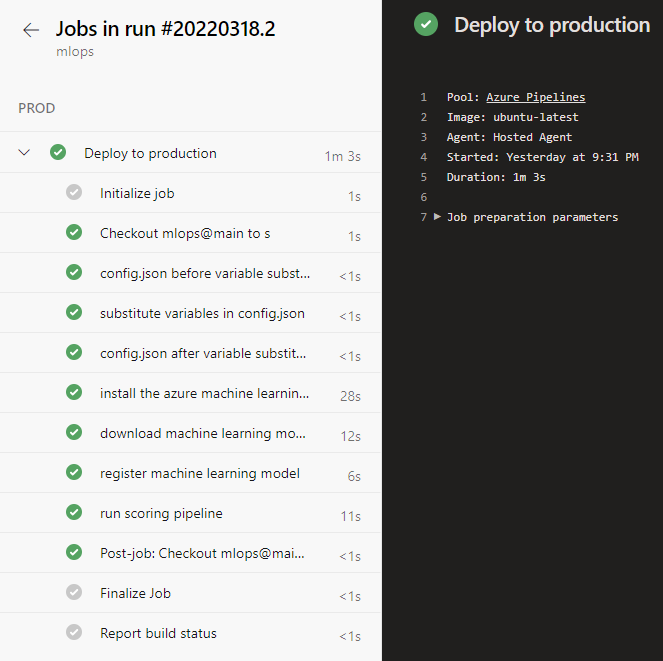 Jobs in run #20220318.2
mlops
PROD
Deploy to production 1m 3s
Initialize job 1s
Checkout mlops@main to s 1s
config.json before variable subst... <1s
substitute variables in config.json <1s
config.json after variable substit... <1s
install the azure machine learnin... 28s
download machine learning mo... 12s
register machine learning model 6s
run scoring pipeline 11s
Post-job: Checkout mlops@mai... <1s
Finalize Job <1s
Report build status <1s
Deploy to production
1 Pool: Azure Pipelines
2 Image: ubuntu-latest
3 Agent: Hosted Agent
4 Started: Yesterday at 9:31 PM
5 Duration: 1m 3s
6
7 Job preparation parameters